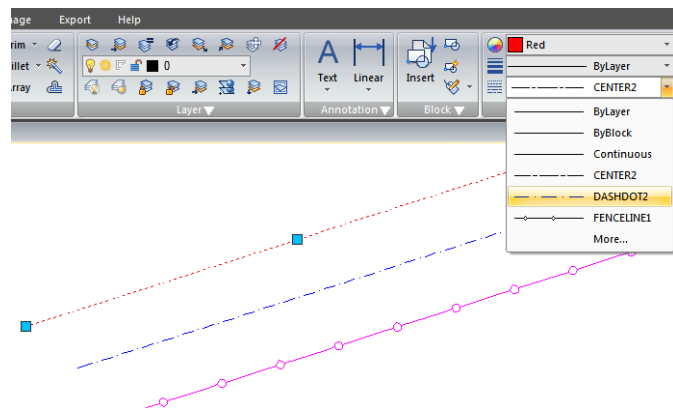 age Export Help
rim
illet
rray
0
Layer
Text Linear
Annotation
Insert
Block
Red
ByLayer
CENTER2
ByLayer
ByBlock
Continuous
CENTER2
DASHDOT2
FENCELINE1
More...